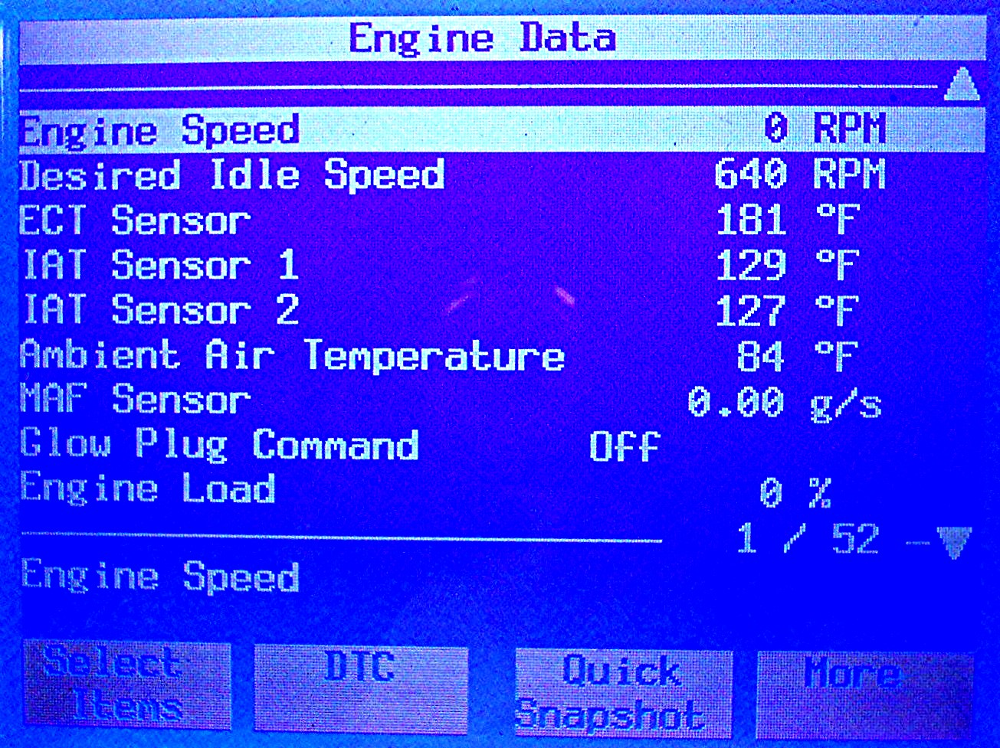 Engine Data
Engine Speed 0 RPM
Desired Idle Speed 640 RPM
ECT Sensor 181 °F
IAT Sensor 1 129 °F
IAT Sensor 2 127 °F
Ambient Air Temperature 84 °F
MAF Sensor 0.00 g/s
Glow Plug Command Off
Engine Load 0 %
1 / 52
Engine Speed
Select Items
DTC
Quick Snapshot
More